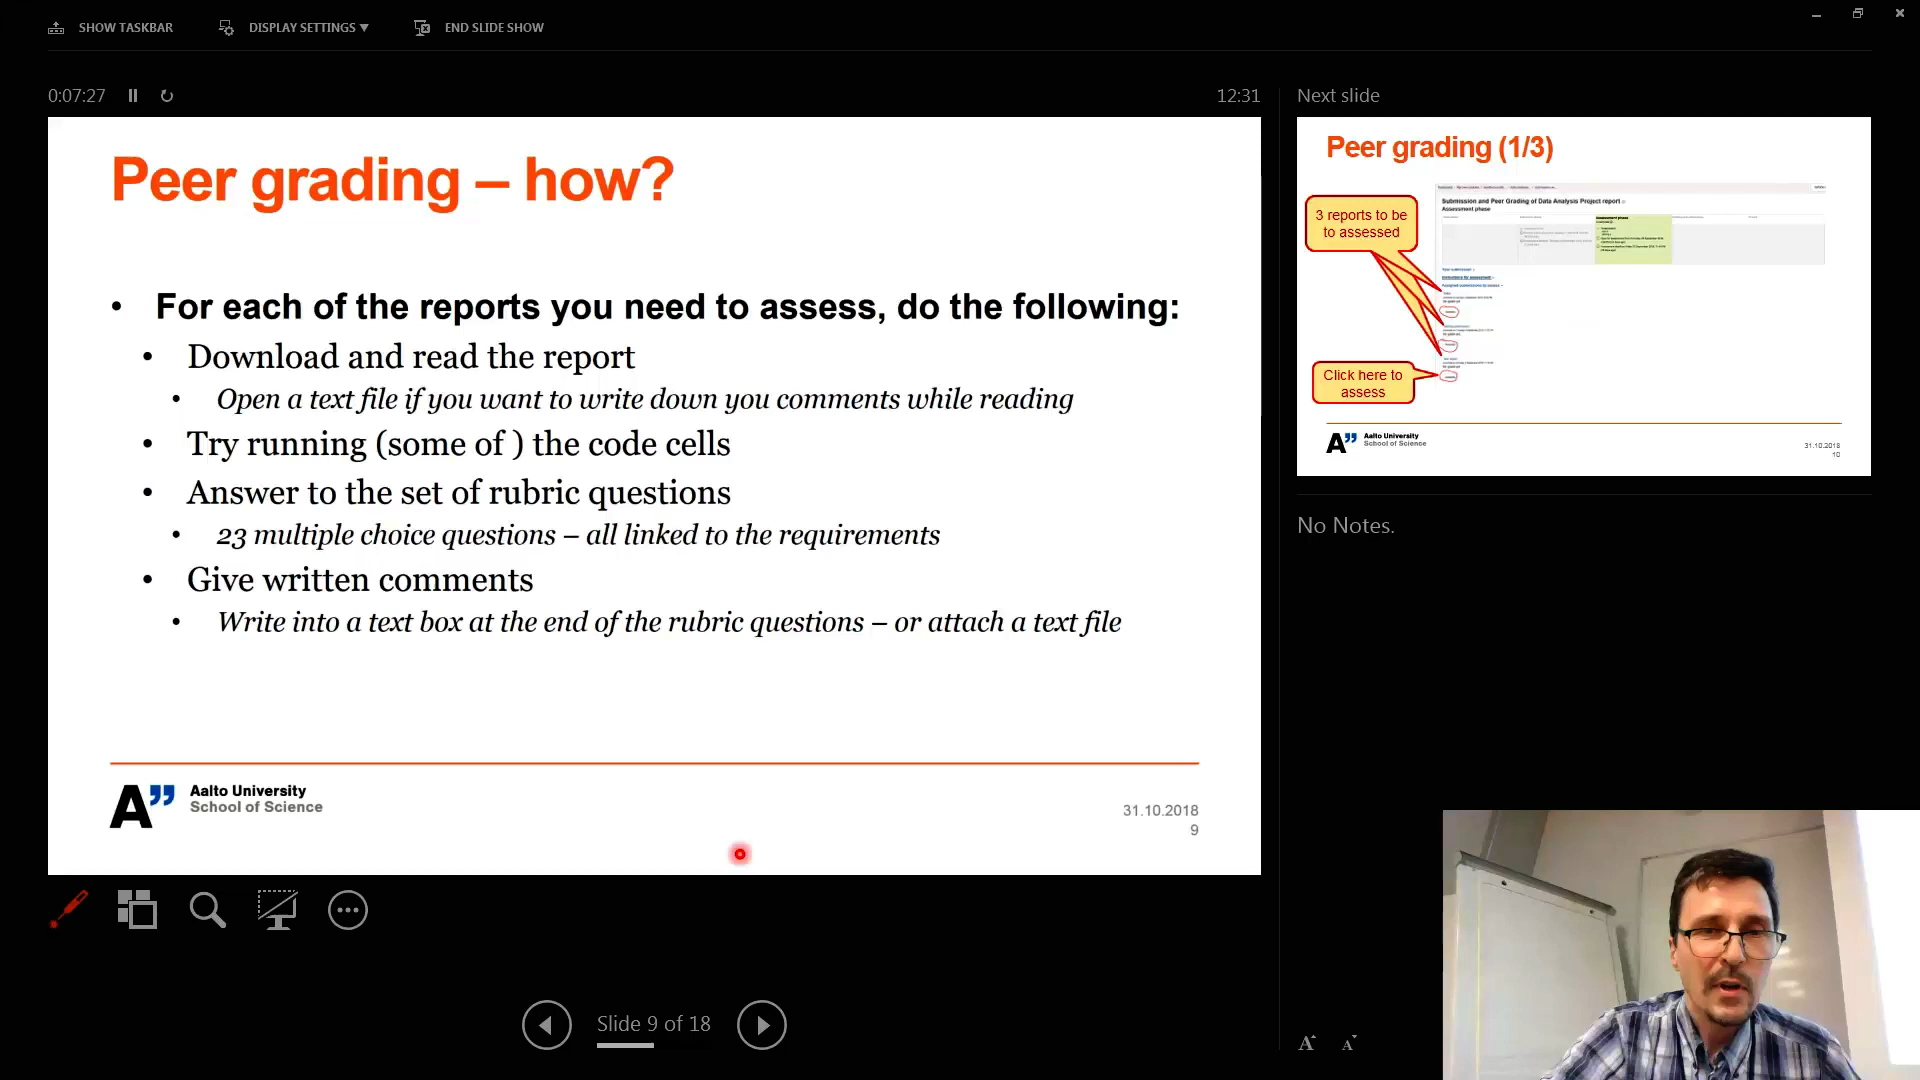 SHOW TASKBAR
DISPLAY SETTINGS
END SLIDE SHOW
0:07:27
12:31
Next slide
Peer grading – how?
• For each of the reports you need to assess, do the following:
• Download and read the report
• Open a text file if you want to write down you comments while reading
• Try running (some of ) the code cells
• Answer to the set of rubric questions
• 23 multiple choice questions – all linked to the requirements
• Give written comments
• Write into a text box at the end of the rubric questions – or attach a text file
A”
Aalto University
School of Science
31.10.2018
9
Peer grading (1/3)
Submission and Peer Grading of Data Analysis Project report
Assessment phase
3 reports to be
to assessed
Click here to
assess
A”
Aalto University
School of Science
31.10.2018
10
No Notes.
Slide 9 of 18
A A